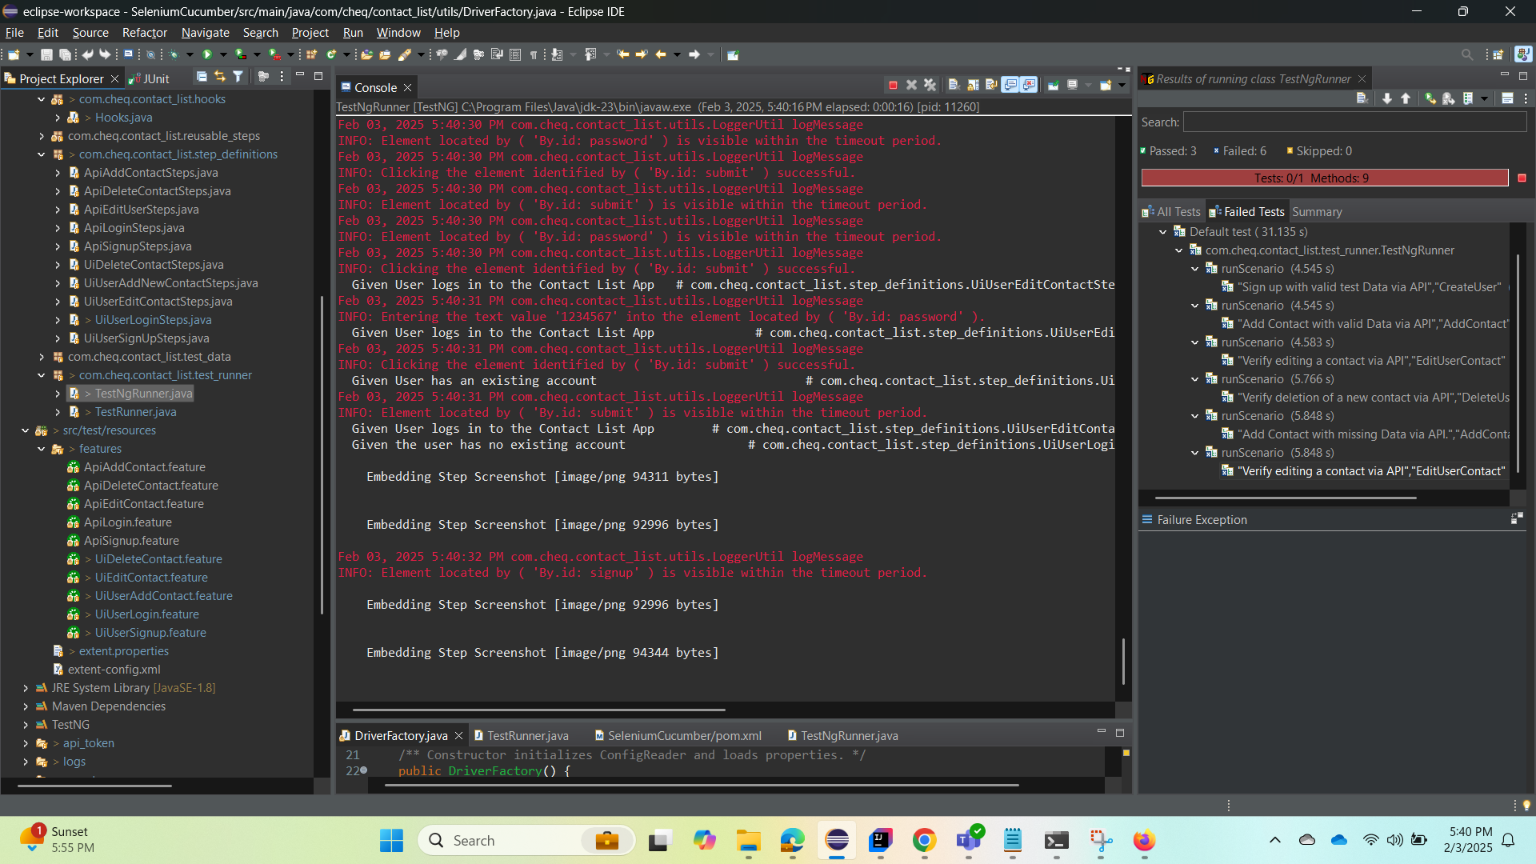 eclipse-workspace - SeleniumCucumber/src/main/java/com/cheq/contact_list/utils/DriverFactory.java - Eclipse IDE
File Edit Source Refactor Navigate Search Project Run Window Help
Project Explorer
JUnit
> com.cheq.contact_list.hooks
> Hooks.java
com.cheq.contact_list.reusable_steps
> com.cheq.contact_list.step_definitions
ApiAddContactSteps.java
ApiDeleteContactSteps.java
ApiEditUserSteps.java
ApiLoginSteps.java
ApiSignupSteps.java
UiDeleteContactSteps.java
UiUserAddNewContactSteps.java
UiUserEditContactSteps.java
> UiUserLoginSteps.java
UiUserSignUpSteps.java
com.cheq.contact_list.test_data
> com.cheq.contact_list.test_runner
> TestNgRunner.java
> TestRunner.java
> src/test/resources
> features
ApiAddContact.feature
ApiDeleteContact.feature
ApiEditContact.feature
ApiLogin.feature
ApiSignup.feature
> UiDeleteContact.feature
> UiEditContact.feature
> UiUserAddContact.feature
> UiUserLogin.feature
> UiUserSignup.feature
> extent.properties
extent-config.xml
JRE System Library [JavaSE-1.8]
Maven Dependencies
TestNG
> api_token
> logs
Console
TestNgRunner [TestNG] C:\Program Files\Java\jdk-23\bin\javaw.exe (Feb 3, 2025, 5:40:16 PM elapsed: 0:00:16) [pid: 11260]
Feb 03, 2025 5:40:30 PM com.cheq.contact_list.utils.LoggerUtil logMessage
INFO: Element located by ( 'By.id: password' ) is visible within the timeout period.
Feb 03, 2025 5:40:30 PM com.cheq.contact_list.utils.LoggerUtil logMessage
INFO: Clicking the element identified by ( 'By.id: submit' ) successful.
Feb 03, 2025 5:40:30 PM com.cheq.contact_list.utils.LoggerUtil logMessage
INFO: Element located by ( 'By.id: submit' ) is visible within the timeout period.
Feb 03, 2025 5:40:30 PM com.cheq.contact_list.utils.LoggerUtil logMessage
INFO: Element located by ( 'By.id: password' ) is visible within the timeout period.
Feb 03, 2025 5:40:30 PM com.cheq.contact_list.utils.LoggerUtil logMessage
INFO: Clicking the element identified by ( 'By.id: submit' ) successful.
Given User logs in to the Contact List App # com.cheq.contact_list.step_definitions.UiUserEditContactSte
Feb 03, 2025 5:40:31 PM com.cheq.contact_list.utils.LoggerUtil logMessage
INFO: Entering the text value '1234567' into the element located by ( 'By.id: password' ).
Given User logs in to the Contact List App # com.cheq.contact_list.step_definitions.UiUserEdi
Feb 03, 2025 5:40:31 PM com.cheq.contact_list.utils.LoggerUtil logMessage
INFO: Clicking the element identified by ( 'By.id: submit' ) successful.
Given User has an existing account # com.cheq.contact_list.step_definitions.Ui
Feb 03, 2025 5:40:31 PM com.cheq.contact_list.utils.LoggerUtil logMessage
INFO: Element located by ( 'By.id: submit' ) is visible within the timeout period.
Given User logs in to the Contact List App # com.cheq.contact_list.step_definitions.UiUserEditConta
Given the user has no existing account # com.cheq.contact_list.step_definitions.UiUserLogi
Embedding Step Screenshot [image/png 94311 bytes]
Embedding Step Screenshot [image/png 92996 bytes]
Feb 03, 2025 5:40:32 PM com.cheq.contact_list.utils.LoggerUtil logMessage
INFO: Element located by ( 'By.id: signup' ) is visible within the timeout period.
Embedding Step Screenshot [image/png 92996 bytes]
Embedding Step Screenshot [image/png 94344 bytes]
DriverFactory.java TestRunner.java SeleniumCucumber/pom.xml TestNgRunner.java
21 /** Constructor initializes ConfigReader and loads properties. */
22 public DriverFactory() {
Results of running class TestNgRunner
Search:
Passed: 3 Failed: 6 Skipped: 0
Tests: 0/1 Methods: 9
All Tests Failed Tests Summary
Default test ( 31.135 s)
com.cheq.contact_list.test_runner.TestNgRunner
runScenario (4.545 s)
"Sign up with valid test Data via API","CreateUser"
runScenario (4.545 s)
"Add Contact with valid Data via API","AddContact"
runScenario (4.583 s)
"Verify editing a contact via API","EditUserContact"
runScenario (5.766 s)
"Verify deletion of a new contact via API","DeleteUs
runScenario (5.848 s)
"Add Contact with missing Data via API.","AddConta
runScenario (5.848 s)
"Verify editing a contact via API","EditUserContact"
Failure Exception
1
Sunset
5:55 PM
Search
5:40 PM
2/3/2025